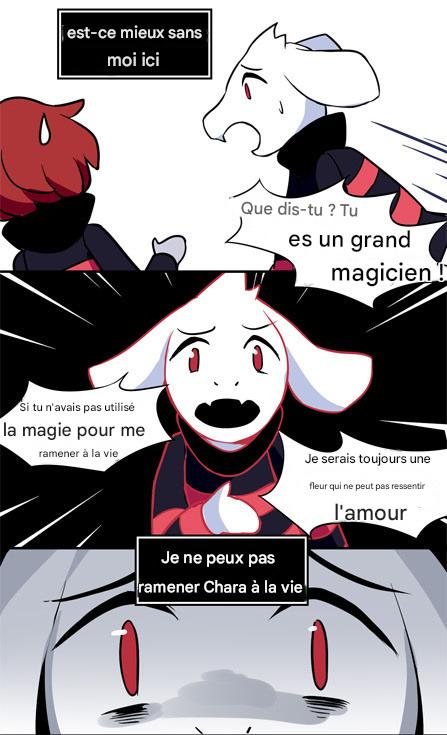 est-ce mieux sans
moi ici
Que dis-tu ? Tu
es un grand
magicien !
Si tu n'avais pas utilisé
la magie pour me
ramener à la vie
Je serais toujours une
fleur qui ne peut pas ressentir
l'amour
Je ne peux pas
ramener Chara à la vie